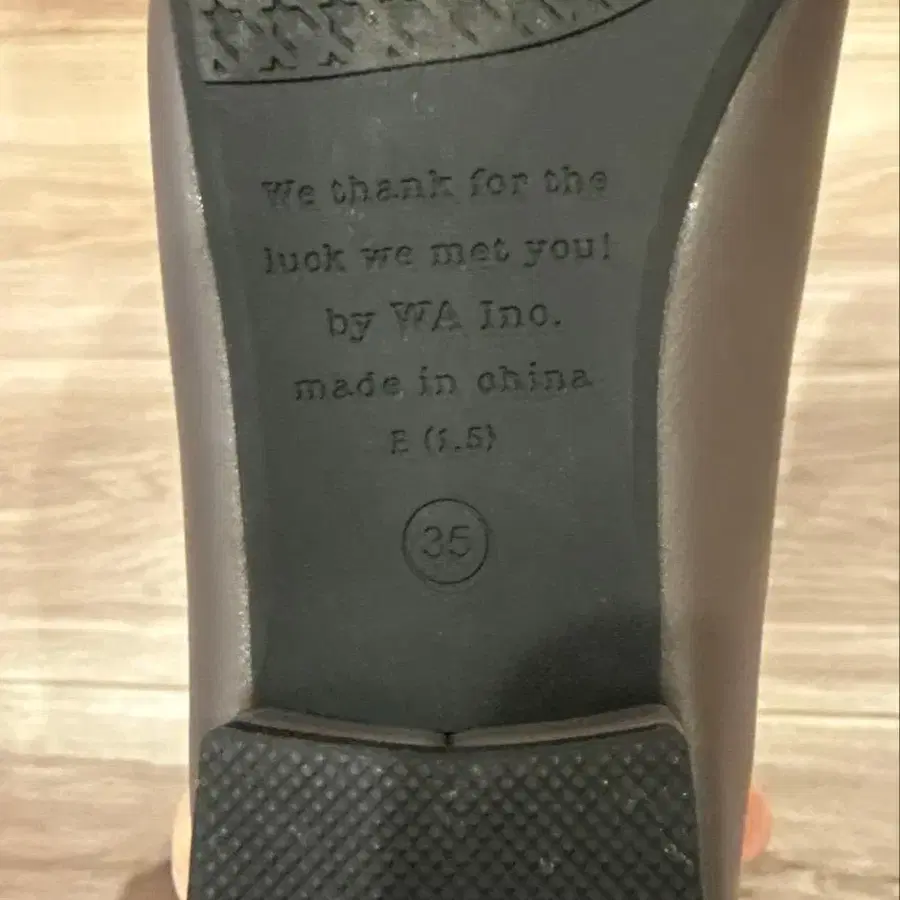 We thank for the
luck we met you!
by WA Inc.
made in china
E (1.5)
35